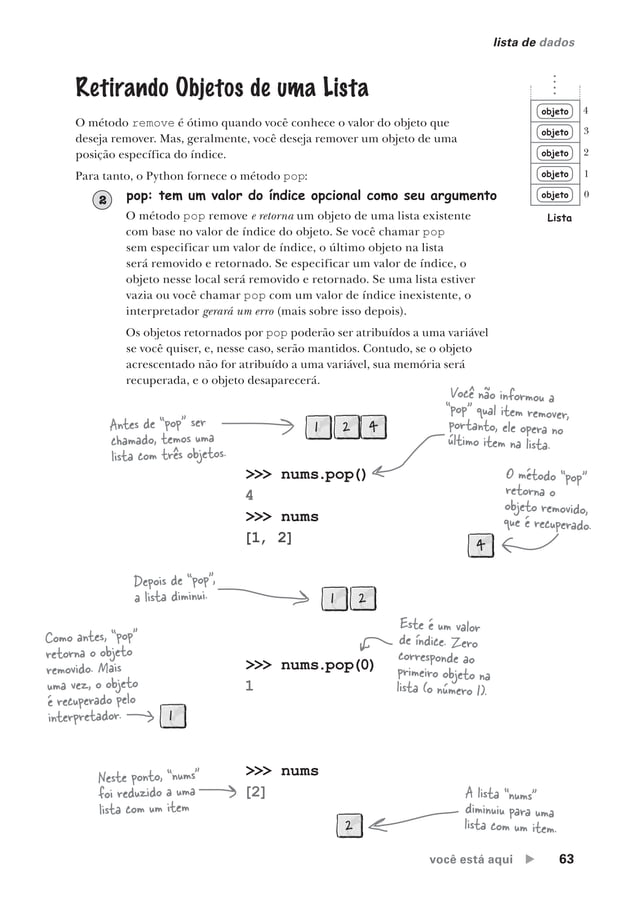 lista de dados
Retirando Objetos de uma Lista
O método remove é ótimo quando você conhece o valor do objeto que
deseja remover. Mas, geralmente, você deseja remover um objeto de uma
posição específica do índice.
Para tanto, o Python fornece o método pop:
objeto 4
objeto 3
objeto 2
objeto 1
objeto 0
Lista
2 pop: tem um valor do índice opcional como seu argumento
O método pop remove e retorna um objeto de uma lista existente
com base no valor de índice do objeto. Se você chamar pop
sem especificar um valor de índice, o último objeto na lista
será removido e retornado. Se especificar um valor de índice, o
objeto nesse local será removido e retornado. Se uma lista estiver
vazia ou você chamar pop com um valor de índice inexistente, o
interpretador gerará um erro (mais sobre isso depois).
Os objetos retornados por pop poderão ser atribuídos a uma variável
se você quiser, e, nesse caso, serão mantidos. Contudo, se o objeto
acrescentado não for atribuído a uma variável, sua memória será
recuperada, e o objeto desaparecerá.
Antes de "pop" ser
chamado, temos uma
lista com três objetos.
1 2 4
Você não informou a
"pop" qual item remover,
portanto, ele opera no
último item na lista.
>>> nums.pop()
4
>>> nums
[1, 2]
O método "pop"
retorna o
objeto removido,
que é recuperado.
4
Depois de "pop",
a lista diminui.
1 2
Como antes, "pop"
retorna o objeto
removido. Mais
uma vez, o objeto
é recuperado pelo
interpretador.
1
>>> nums.pop(0)
1
Este é um valor
de índice. Zero
corresponde ao
primeiro objeto na
lista (o número 1).
Neste ponto, "nums"
foi reduzido a uma
lista com um item
>>> nums
[2]
2
A lista "nums"
diminuiu para uma
lista com um item.
você está aqui 63